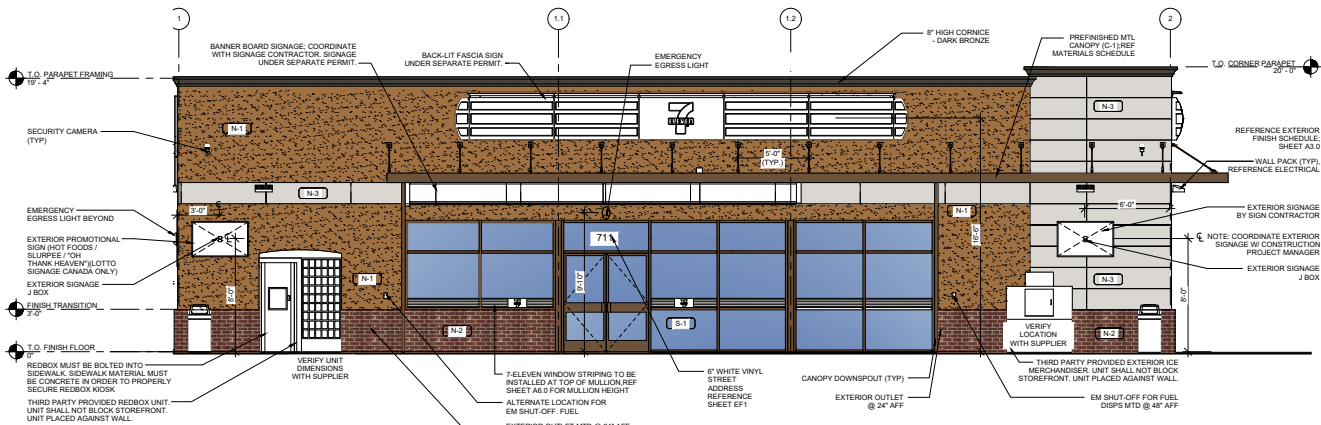 1
1.1
1.2
2
BANNER BOARD SIGNAGE; COORDINATE
WITH SIGNAGE CONTRACTOR. SIGNAGE
UNDER SEPARATE PERMIT.
BACK-LIT FASCIA SIGN
UNDER SEPARATE PERMIT.
EMERGENCY
EGRESS LIGHT
8" HIGH CORNICE
- DARK BRONZE
PREFINISHED MTL
CANOPY (C-1);REF
MATERIALS SCHEDULE
T.O. PARAPET FRAMING
19' - 4"
T.O. CORNER PARAPET
20' - 0"
SECURITY CAMERA
(TYP)
N-1
7
ELEVEN
N-3
REFERENCE EXTERIOR
FINISH SCHEDULE;
SHEET A3.0
5'-0"
(TYP.)
WALL PACK (TYP),
REFERENCE ELECTRICAL
N-3
EMERGENCY
EGRESS LIGHT BEYOND
3'-0"
N-1
6'-0"
EXTERIOR SIGNAGE
BY SIGN CONTRACTOR
EXTERIOR PROMOTIONAL
SIGN (HOT FOODS /
SLURPEE / "OH
THANK HEAVEN")(LOTTO
SIGNAGE CANADA ONLY)
711
16'-6"
NOTE: COORDINATE EXTERIOR
SIGNAGE W/ CONSTRUCTION
PROJECT MANAGER
EXTERIOR SIGNAGE
J BOX
N-1
9'-10"
N-3
EXTERIOR SIGNAGE
J BOX
8'-0"
8'-0"
FINISH TRANSITION
3'-0"
N-2
S-1
VERIFY
LOCATION
WITH SUPPLIER
N-2
T.O. FINISH FLOOR
0"
REDBOX MUST BE BOLTED INTO
SIDEWALK. SIDEWALK MATERIAL MUST
BE CONCRETE IN ORDER TO PROPERLY
SECURE REDBOX KIOSK
VERIFY UNIT
DIMENSIONS
WITH SUPPLIER
7-ELEVEN WINDOW STRIPING TO BE
INSTALLED AT TOP OF MULLION,REF
SHEET A6.0 FOR MULLION HEIGHT
6" WHITE VINYL
STREET
ADDRESS
REFERENCE
SHEET EF1
CANOPY DOWNSPOUT (TYP)
THIRD PARTY PROVIDED EXTERIOR ICE
MERCHANDISER. UNIT SHALL NOT BLOCK
STOREFRONT. UNIT PLACED AGAINST WALL.
THIRD PARTY PROVIDED REDBOX UNIT.
UNIT SHALL NOT BLOCK STOREFRONT.
UNIT PLACED AGAINST WALL.
ALTERNATE LOCATION FOR
EM SHUT-OFF. FUEL
EXTERIOR OUTLET
@ 24" AFF
EM SHUT-OFF FOR FUEL
DISPS MTD @ 48" AFF
EXTERIOR OUTLET MTD @ 24" AFF